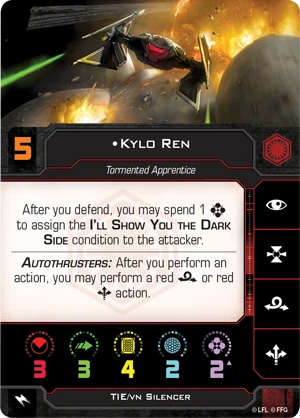 5
•Kylo Ren
Tormented Apprentice
After you defend, you may spend 1
to assign the I'll Show You the Dark
Side condition to the attacker.
Autothrusters: After you perform an
action, you may perform a red or red
action.
3 3 4 2 2
TIE/vn Silencer
© LFL © FFG